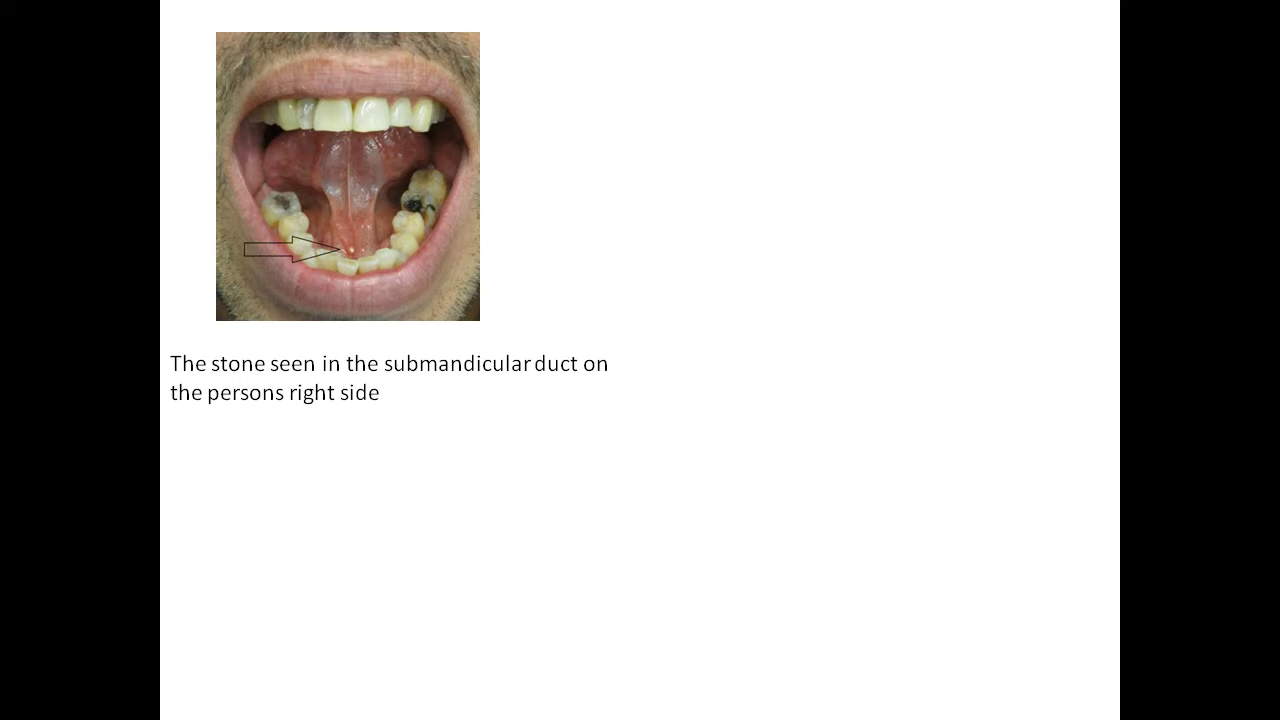 The stone seen in the submandicular duct on
the persons right side